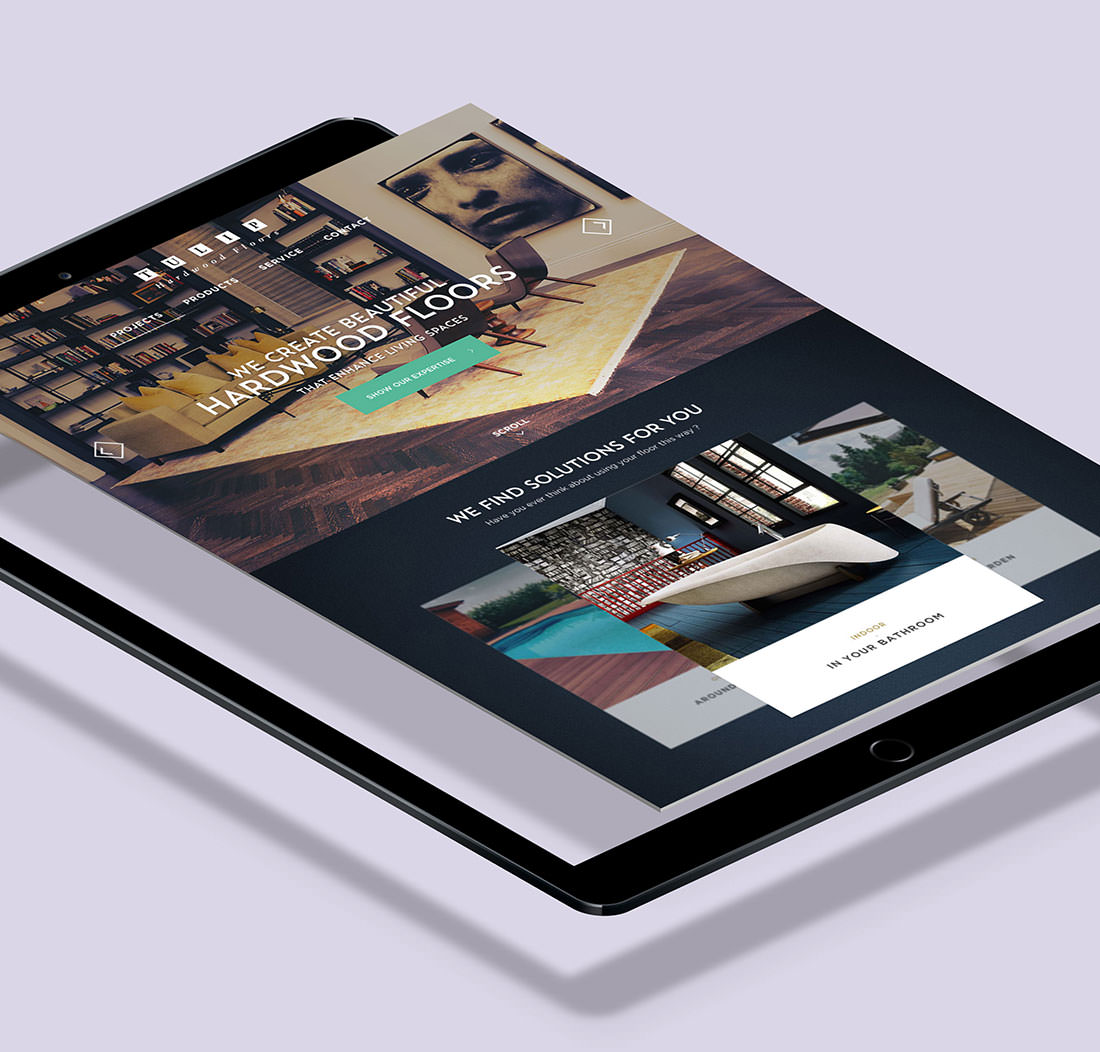 TULIP
Hardwood Floors
PROJECTS PRODUCTS SERVICE CONTACT
WE CREATE BEAUTIFUL
HARDWOOD FLOORS
THAT ENHANCE LIVING SPACES
SHOW OUR EXPERTISE
SCROLL
WE FIND SOLUTIONS FOR YOU
Have you ever think about using your floor this way?
AROUND
INDOOR
IN YOUR BATHROOM